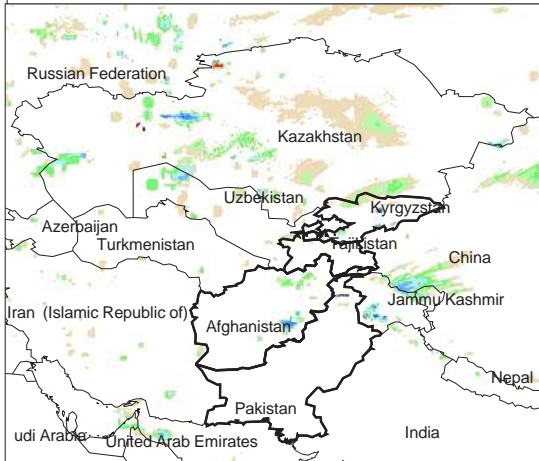 Russian Federation
Kazakhstan
Uzbekistan
Kyrgyzstan
Azerbaijan
Turkmenistan
Tajikistan
China
Iran (Islamic Republic of)
Jammu/Kashmir
Afghanistan
Nepal
Pakistan
udi Arabia
United Arab Emirates
India